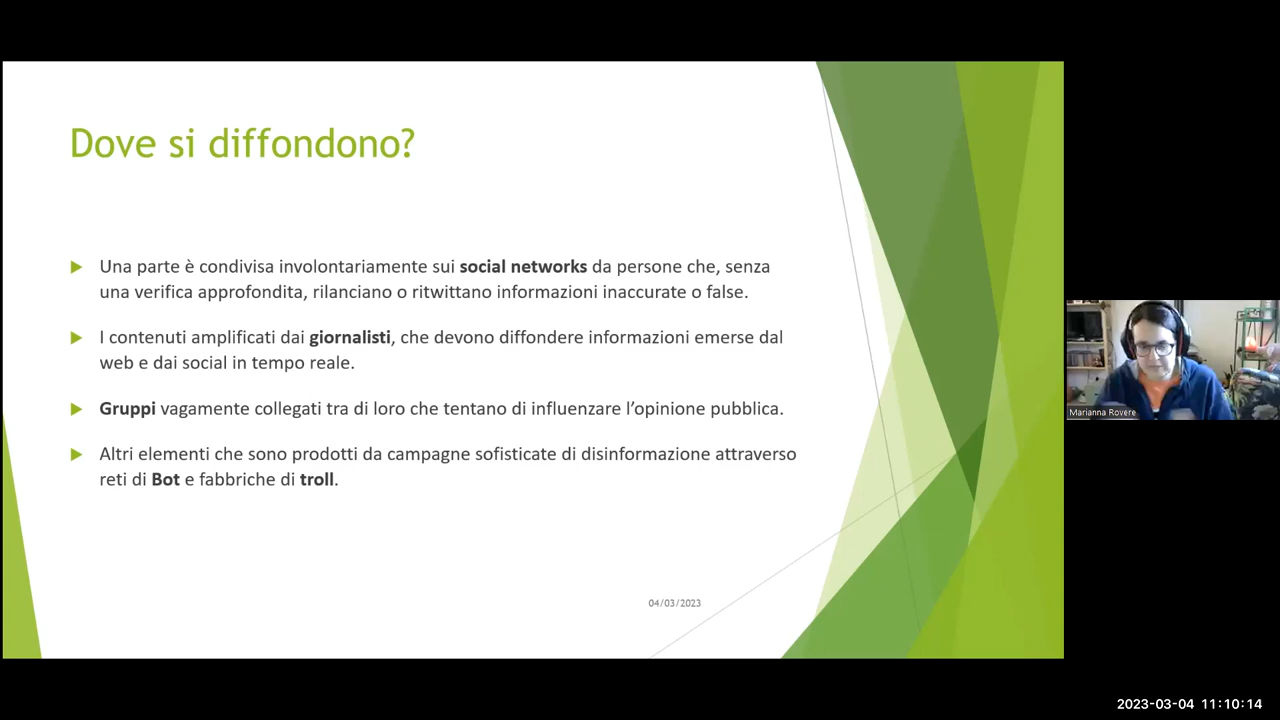 Dove si diffondono?
Una parte è condivisa involontariamente sui social networks da persone che, senza
una verifica approfondita, rilanciano o ritwittano informazioni inaccurate o false.
I contenuti amplificati dai giornalisti, che devono diffondere informazioni emerse dal
web e dai social in tempo reale.
Gruppi vagamente collegati tra di loro che tentano di influenzare l’opinione pubblica.
Altri elementi che sono prodotti da campagne sofisticate di disinformazione attraverso
reti di Bot e fabbriche di troll.
04/03/2023
Marianna Rovere
2023-03-04 11:10:14